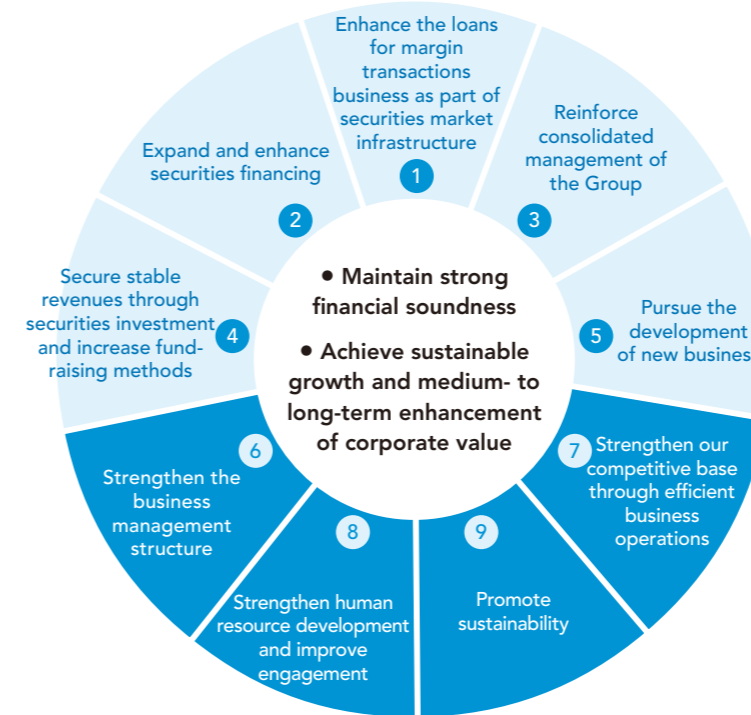 Enhance the loans
for margin
transactions
business as part of
securities market
infrastructure
1
Expand and enhance
securities financing
2
Reinforce
consolidated
management of
the Group
3
Secure stable
revenues through
securities investment
and increase fund-
raising methods
4
Pursue the
development
of new busines
5
• Maintain strong
financial soundness
• Achieve sustainable
growth and medium- to
long-term enhancement
of corporate value
6
Strengthen the
business
management
structure
7
Strengthen our
competitive base
through efficient
business
operations
8
Strengthen human
resource development
and improve
engagement
9
Promote
sustainability